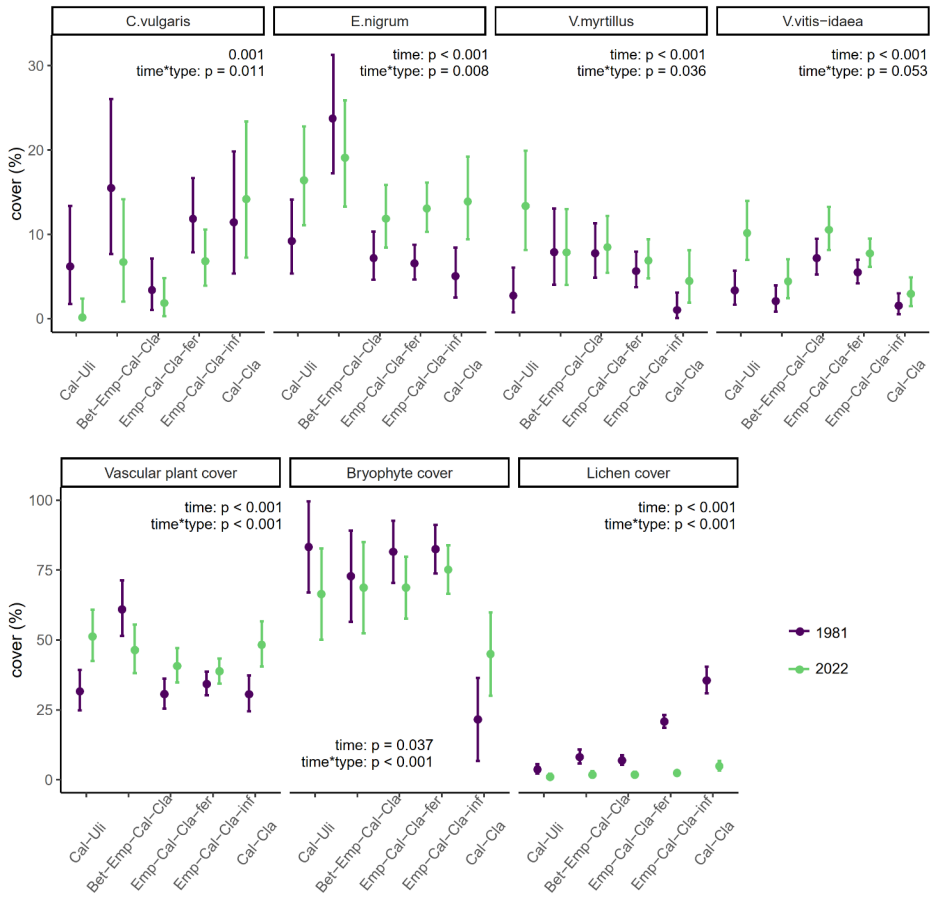 C.vulgaris
E.nigrum
V.myrtillus
V.vitis−idaea
0.001
time*type: p = 0.011
time: p < 0.001
time*type: p = 0.008
time: p < 0.001
time*type: p = 0.036
time: p < 0.001
time*type: p = 0.053
cover (%)
30
20
10
0
Cal−Uli
Bet−Emp−Cal−Cla
Emp−Cal−Cla−fer
Emp−Cal−Cla−inf
Cal−Cla
Cal−Uli
Bet−Emp−Cal−Cla
Emp−Cal−Cla−fer
Emp−Cal−Cla−inf
Cal−Cla
Cal−Uli
Bet−Emp−Cal−Cla
Emp−Cal−Cla−fer
Emp−Cal−Cla−inf
Cal−Cla
Cal−Uli
Bet−Emp−Cal−Cla
Emp−Cal−Cla−fer
Emp−Cal−Cla−inf
Cal−Cla
Vascular plant cover
Bryophyte cover
Lichen cover
time: p < 0.001
time*type: p < 0.001
time: p = 0.037
time*type: p < 0.001
time: p < 0.001
time*type: p < 0.001
cover (%)
100
75
50
25
0
Cal−Uli
Bet−Emp−Cal−Cla
Emp−Cal−Cla−fer
Emp−Cal−Cla−inf
Cal−Cla
Cal−Uli
Bet−Emp−Cal−Cla
Emp−Cal−Cla−fer
Emp−Cal−Cla−inf
Cal−Cla
Cal−Uli
Bet−Emp−Cal−Cla
Emp−Cal−Cla−fer
Emp−Cal−Cla−inf
Cal−Cla
1981
2022